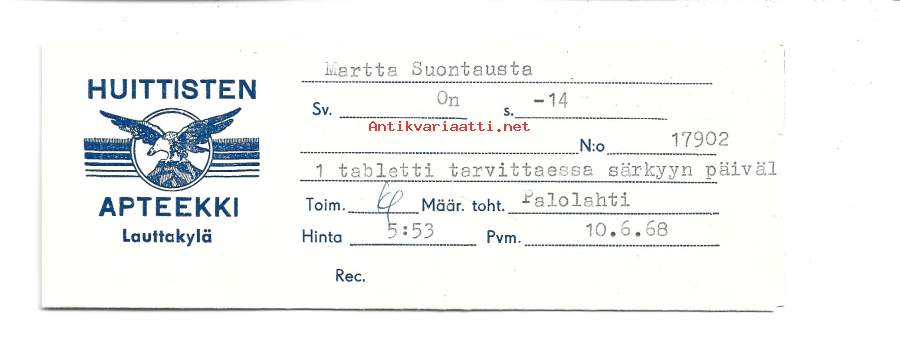 HUITTISTEN
APTEEKKI
Lauttakylä
Martta Suontausta
Sv. On s. -14
Antikvariaatti.net
N:o 17902
1 tabletti tarvittaessa särkyyn päiväl
Toim. Määr. toht. Palolahti
Hinta 5:53 Pvm. 10.6.68
Rec.